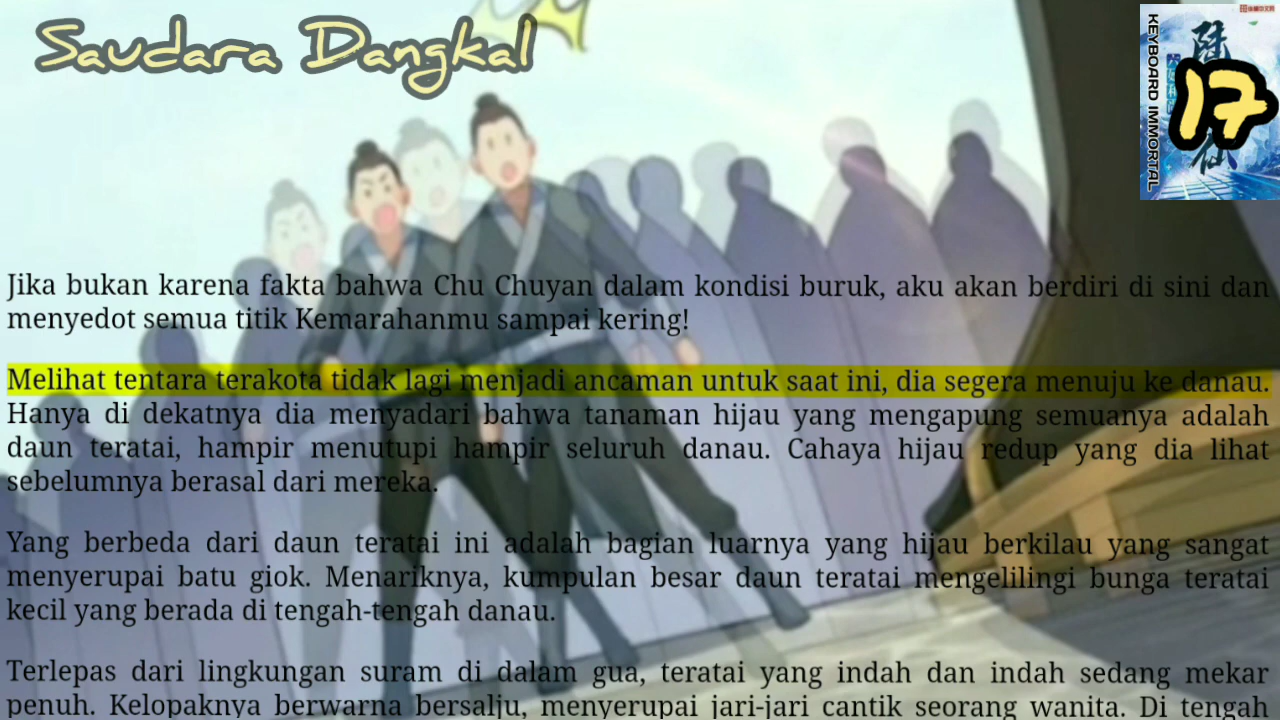 Saudara Dangkal
KEYBOARD IMMORTAL
17
Jika bukan karena fakta bahwa Chu Chuyan dalam kondisi buruk, aku akan berdiri di sini dan
menyedot semua titik Kemarahanmu sampai kering!
Melihat tentara terakota tidak lagi menjadi ancaman untuk saat ini, dia segera menuju ke danau.
Hanya di dekatnya dia menyadari bahwa tanaman hijau yang mengapung semuanya adalah
daun teratai, hampir menutupi hampir seluruh danau. Cahaya hijau redup yang dia lihat
sebelumnya berasal dari mereka.
Yang berbeda dari daun teratai ini adalah bagian luarnya yang hijau berkilau yang sangat
menyerupai batu giok. Menariknya, kumpulan besar daun teratai mengelilingi bunga teratai
kecil yang berada di tengah-tengah danau.
Terlepas dari lingkungan suram di dalam gua, teratai yang indah dan indah sedang mekar
penuh. Kelopaknya berwarna bersalju, menyerupai jari-jari cantik seorang wanita. Di tengah